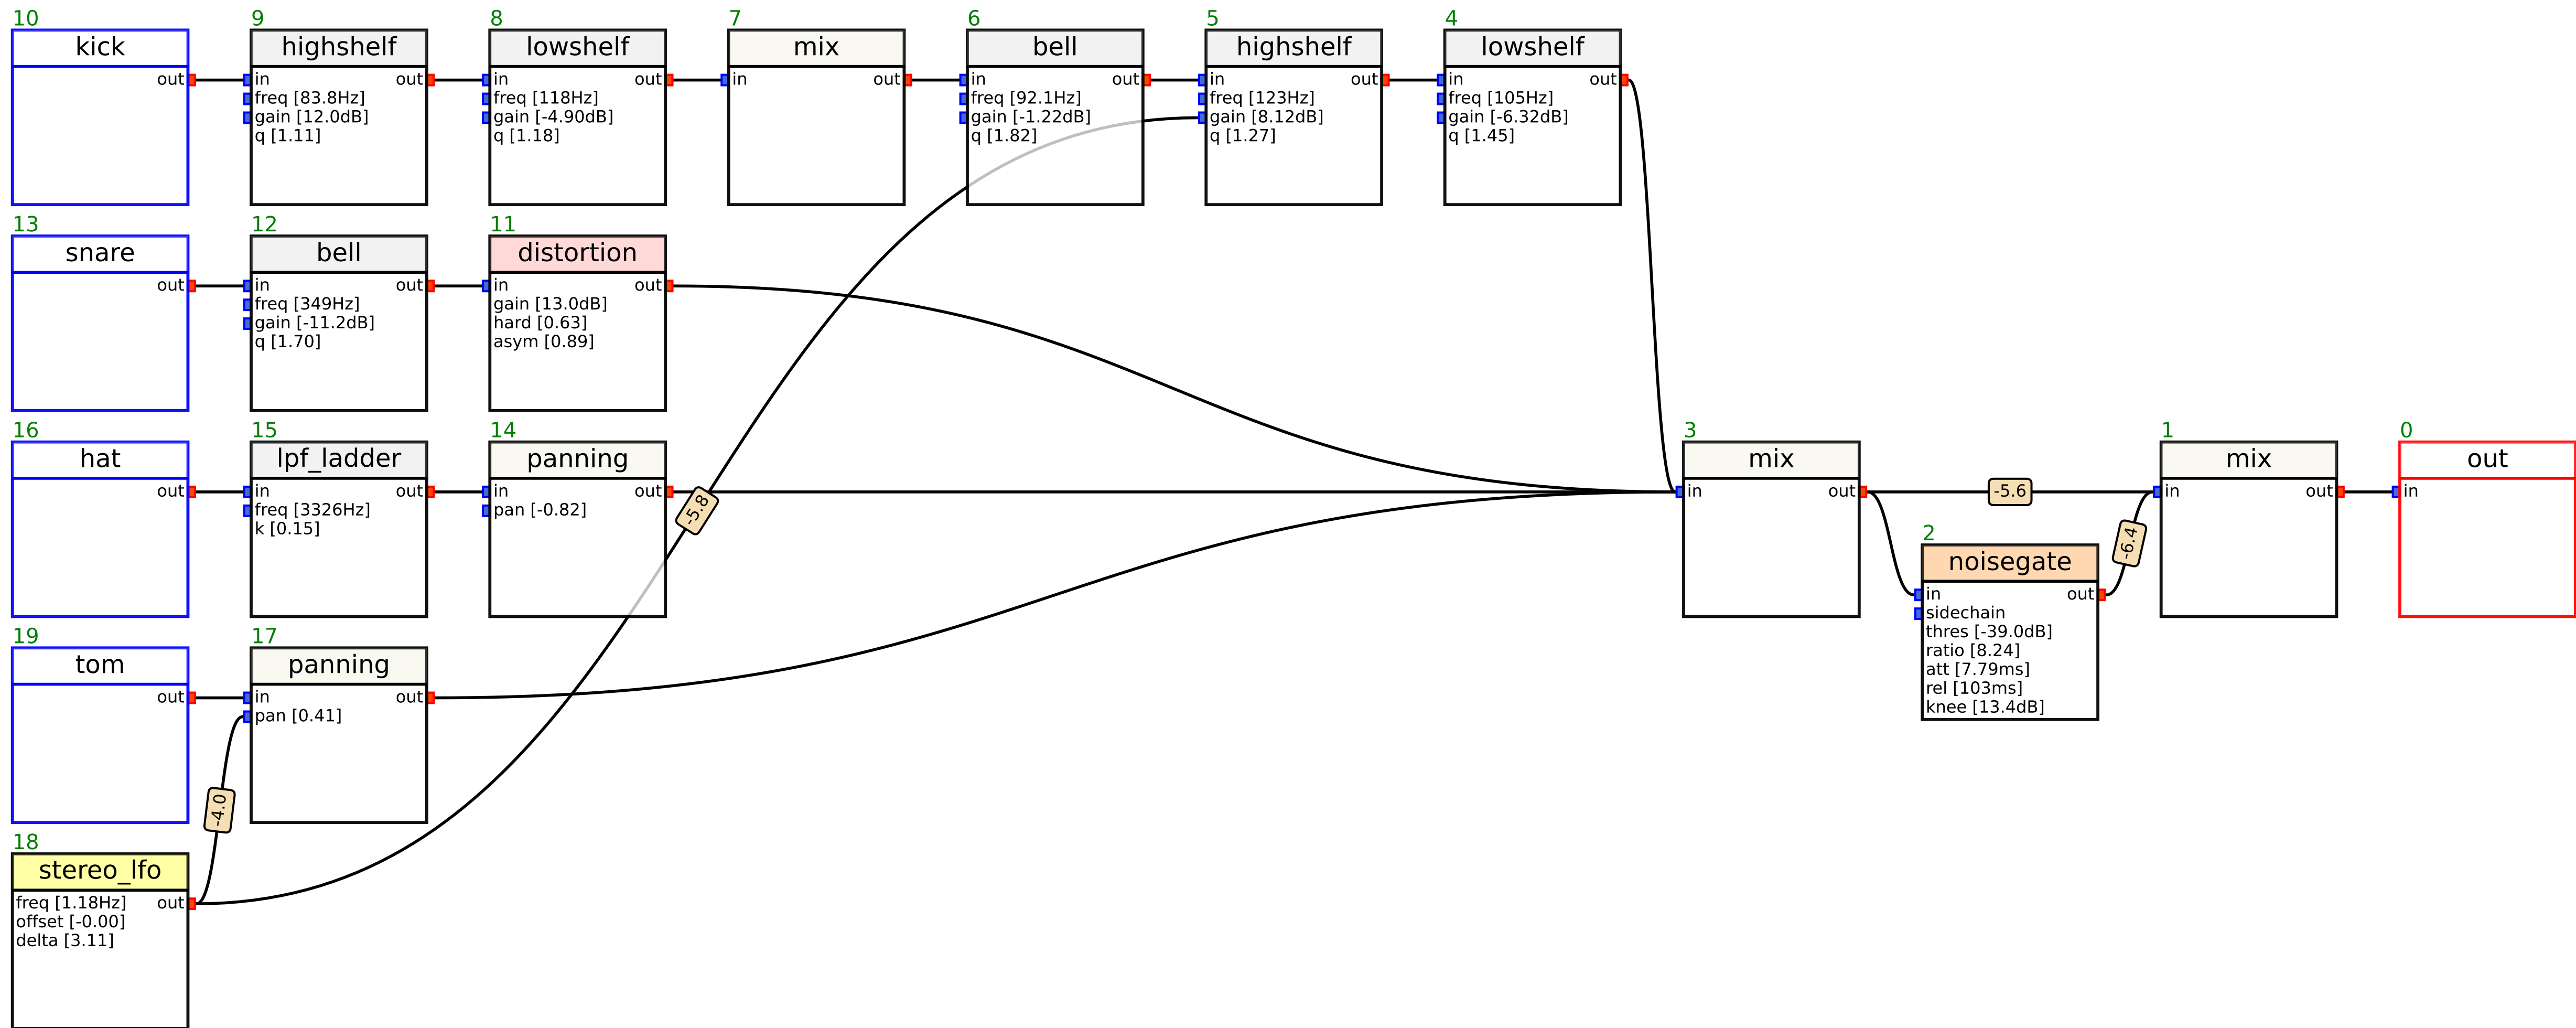 10
kick
out
9
highshelf
in out
freq [83.8Hz]
gain [12.0dB]
q [1.11]
8
lowshelf
in out
freq [118Hz]
gain [-4.90dB]
q [1.18]
7
mix
in out
6
bell
in out
freq [92.1Hz]
gain [-1.22dB]
q [1.82]
5
highshelf
in out
freq [123Hz]
gain [8.12dB]
q [1.27]
4
lowshelf
in out
freq [105Hz]
gain [-6.32dB]
q [1.45]
13
snare
out
12
bell
in out
freq [349Hz]
gain [-11.2dB]
q [1.70]
11
distortion
in out
gain [13.0dB]
hard [0.63]
asym [0.89]
16
hat
out
15
lpf_ladder
in out
freq [3326Hz]
k [0.15]
14
panning
in out
pan [-0.82]
-5.8
3
mix
in out
-5.6
2
noisegate
in out
sidechain
thres [-39.0dB]
ratio [8.24]
att [7.79ms]
rel [103ms]
knee [13.4dB]
-6.4
1
mix
in out
0
out
in
19
tom
out
17
panning
in out
pan [0.41]
-4.0
18
stereo_lfo
freq [1.18Hz] out
offset [-0.00]
delta [3.11]